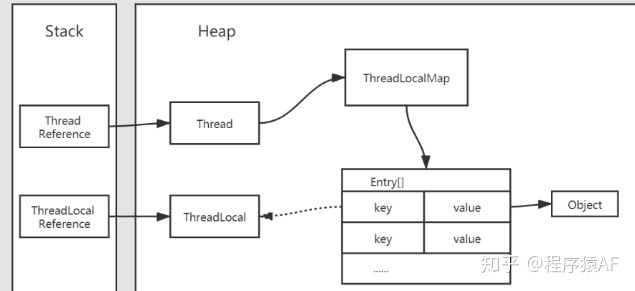 Stack
Heap
Thread
Reference
Thread
ThreadLocalMap
Entry[]
ThreadLocal
Reference
ThreadLocal
key
value
Object
key
value
......
知乎 @程序猿AF